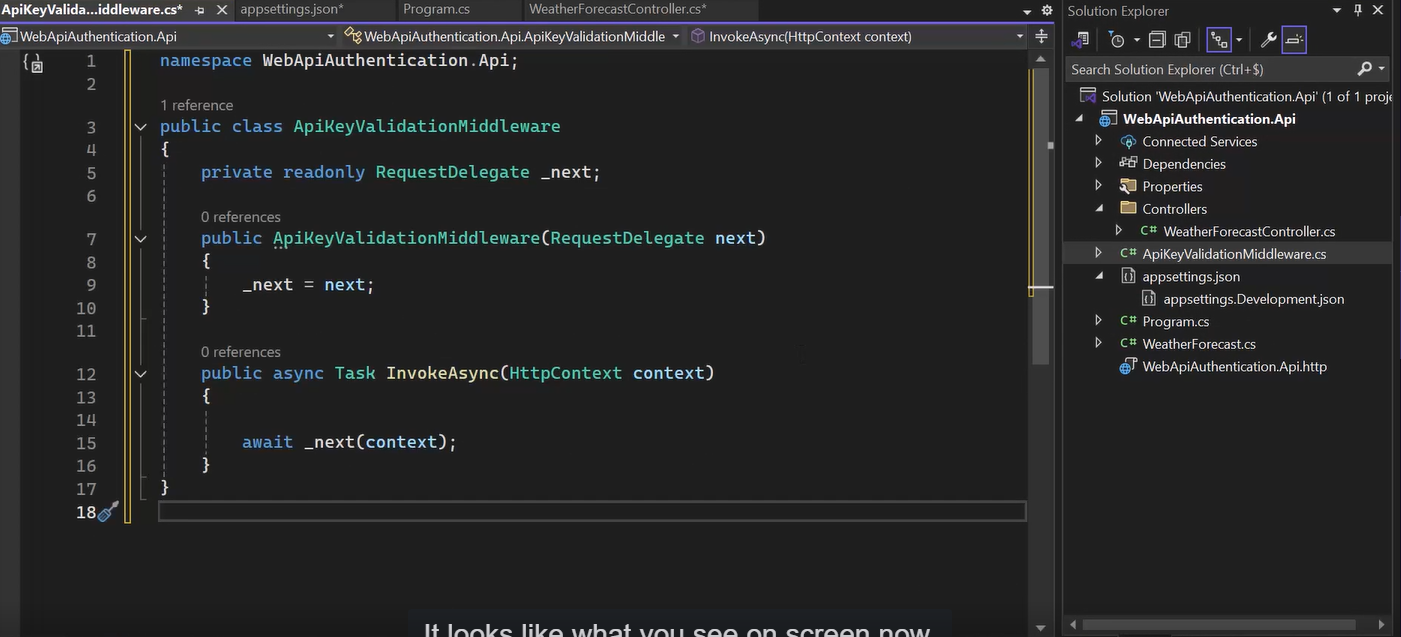 ApiKeyValida...iddleware.cs*
appsettings.json*
Program.cs
WeatherForecastController.cs*
WebApiAuthentication.Api
WebApiAuthentication.Api.ApiKeyValidationMiddle
InvokeAsync(HttpContext context)
1 namespace WebApiAuthentication.Api;
2
1 reference
3 public class ApiKeyValidationMiddleware
4 {
5 private readonly RequestDelegate _next;
6
0 references
7 public ApiKeyValidationMiddleware(RequestDelegate next)
8 {
9 _next = next;
10 }
11
0 references
12 public async Task InvokeAsync(HttpContext context)
13 {
14
15 await _next(context);
16 }
17 }
18
It looks like what you see on screen now
Solution Explorer
Search Solution Explorer (Ctrl+$)
Solution 'WebApiAuthentication.Api' (1 of 1 proje
WebApiAuthentication.Api
Connected Services
Dependencies
Properties
Controllers
C# WeatherForecastController.cs
C# ApiKeyValidationMiddleware.cs
appsettings.json
appsettings.Development.json
C# Program.cs
C# WeatherForecast.cs
WebApiAuthentication.Api.http